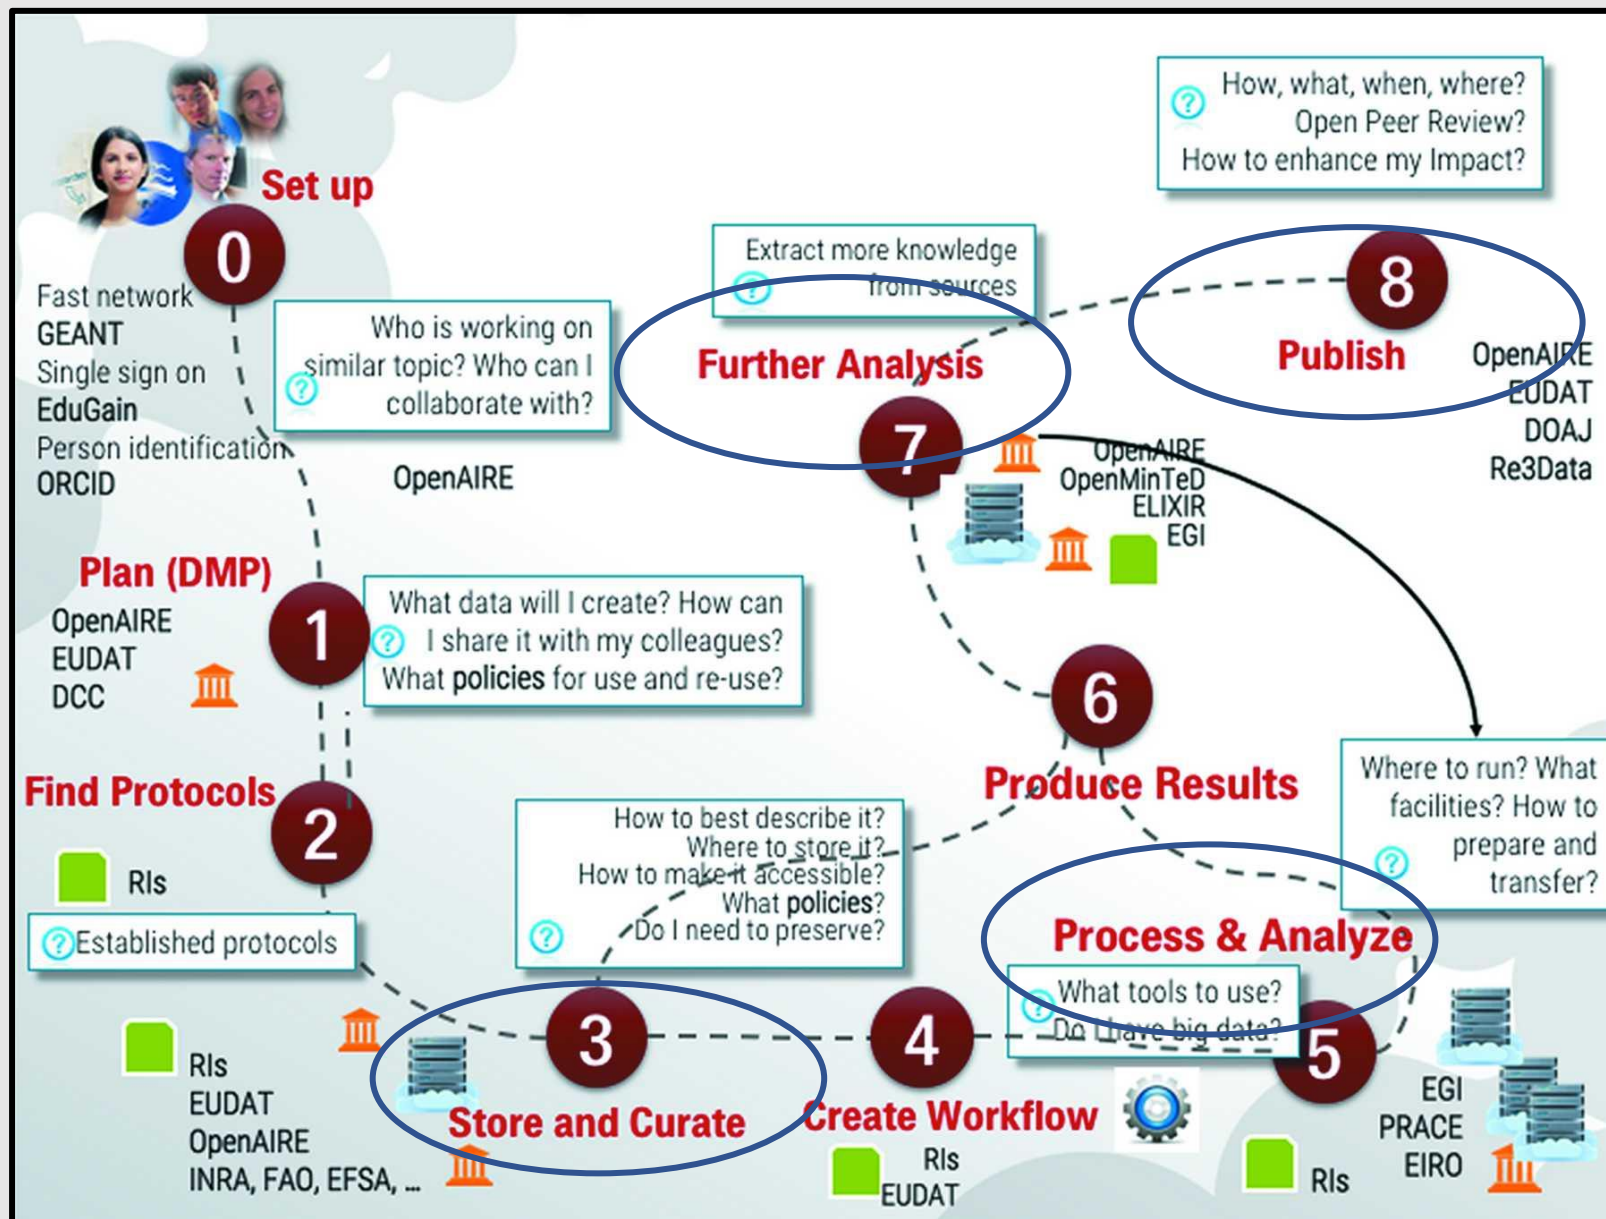 Set up
0
Fast network
GEANT
Single sign on
EduGain
Person identification
ORCID
Who is working on
similar topic? Who can I
collaborate with?
?
OpenAIRE
Plan (DMP)
1
OpenAIRE
EUDAT
DCC
What data will I create? How can
? I share it with my colleagues?
What policies for use and re-use?
Find Protocols
2
RIs
? Established protocols
RIs
EUDAT
OpenAIRE
INRA, FAO, EFSA, ...
3
Store and Curate
How to best describe it?
Where to store it?
How to make it accessible?
What policies?
? Do I need to preserve?
4
Create Workflow
RIs
EUDAT
Process & Analyze
? What tools to use?
Do I have big data?
5
RIs
EGI
PRACE
EIRO
Where to run? What
facilities? How to
? prepare and
transfer?
6
Produce Results
Extract more knowledge
? from sources
Further Analysis
7
OpenAIRE
OpenMinTeD
ELIXIR
EGI
How, what, when, where?
? Open Peer Review?
How to enhance my Impact?
8
Publish
OpenAIRE
EUDAT
DOAJ
Re3Data